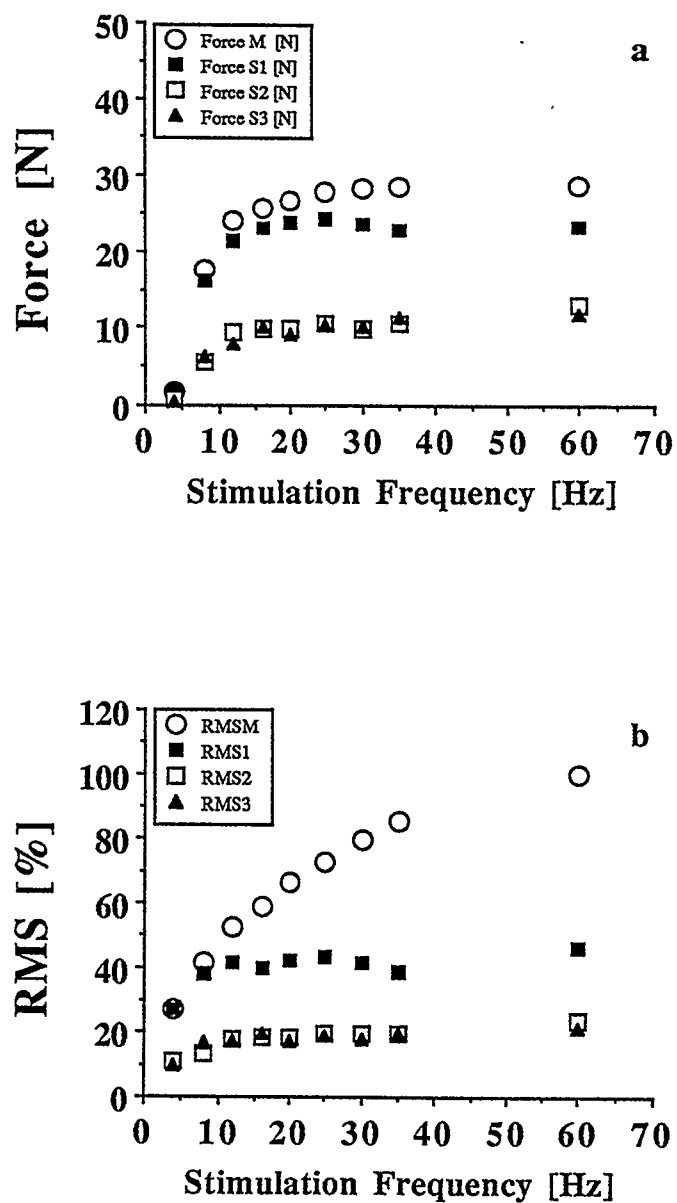 a
Force M [N]
Force S1 [N]
Force S2 [N]
Force S3 [N]
50
40
30
20
10
0
Force [N]
0 10 20 30 40 50 60 70
Stimulation Frequency [Hz]
b
RMSM
RMS1
RMS2
RMS3
120
100
80
60
40
20
0
RMS [%]
0 10 20 30 40 50 60 70
Stimulation Frequency [Hz]